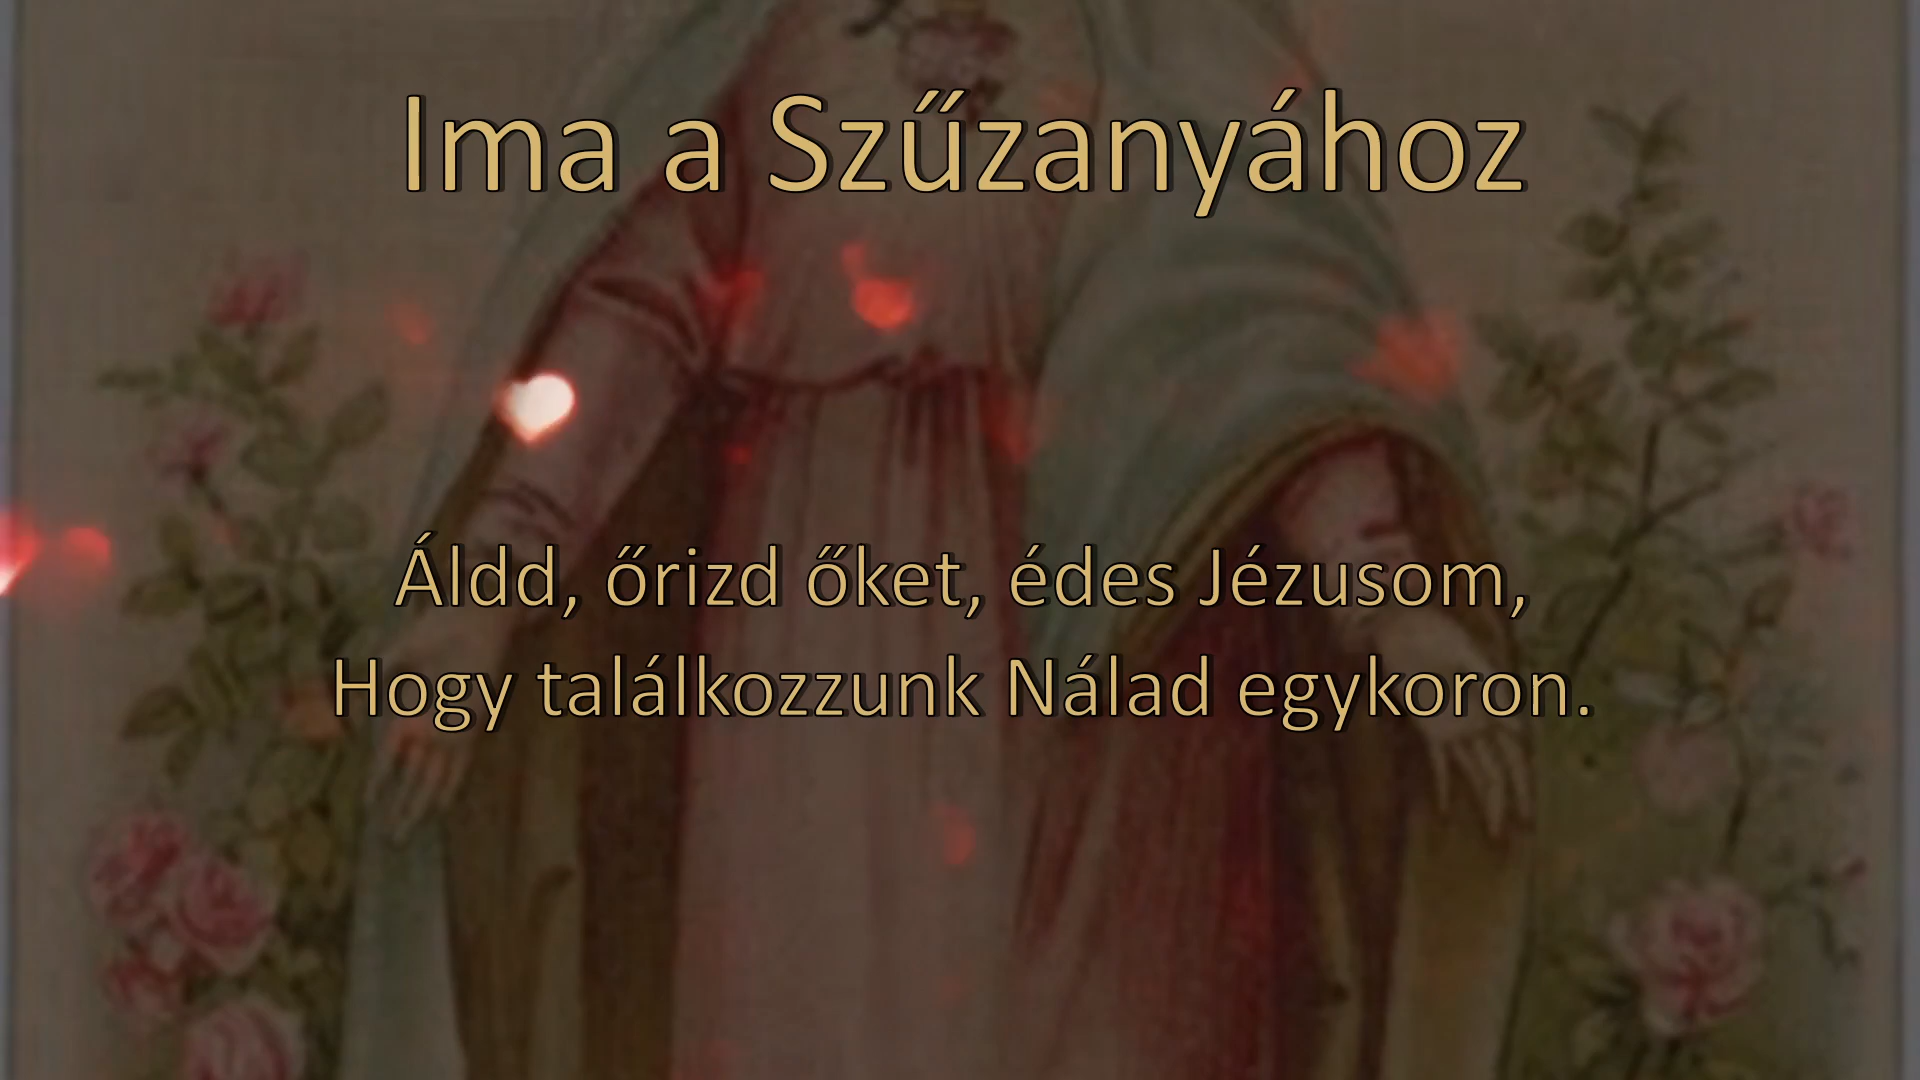 Ima a Szűzanyához
Áldd, őrizd őket, édes Jézusom,
Hogy találkozzunk Nálad egykoron.